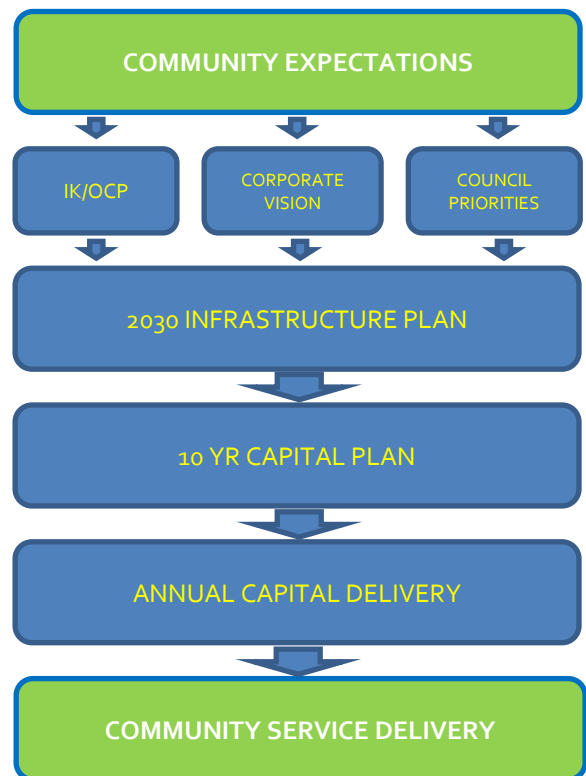 COMMUNITY EXPECTATIONS
IK/OCP
CORPORATE
VISION
COUNCIL
PRIORITIES
2030 INFRASTRUCTURE PLAN
10 YR CAPITAL PLAN
ANNUAL CAPITAL DELIVERY
COMMUNITY SERVICE DELIVERY